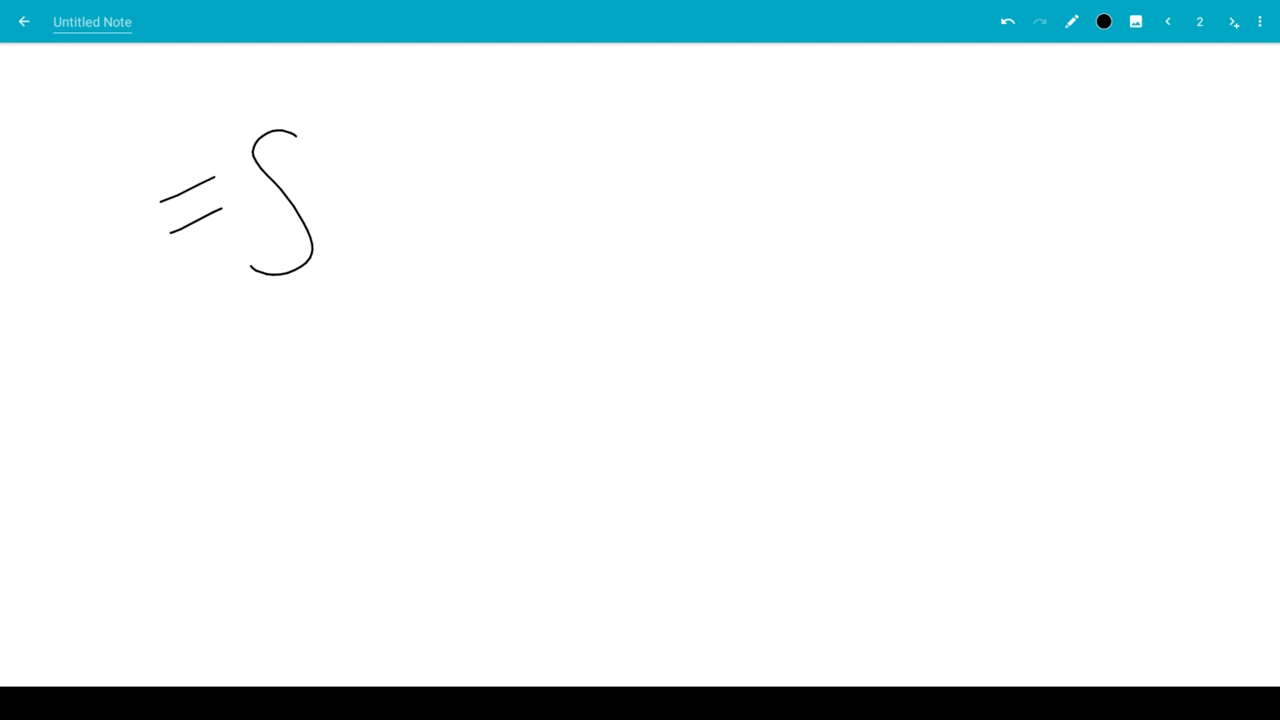 Untitled Note
2
= ∫